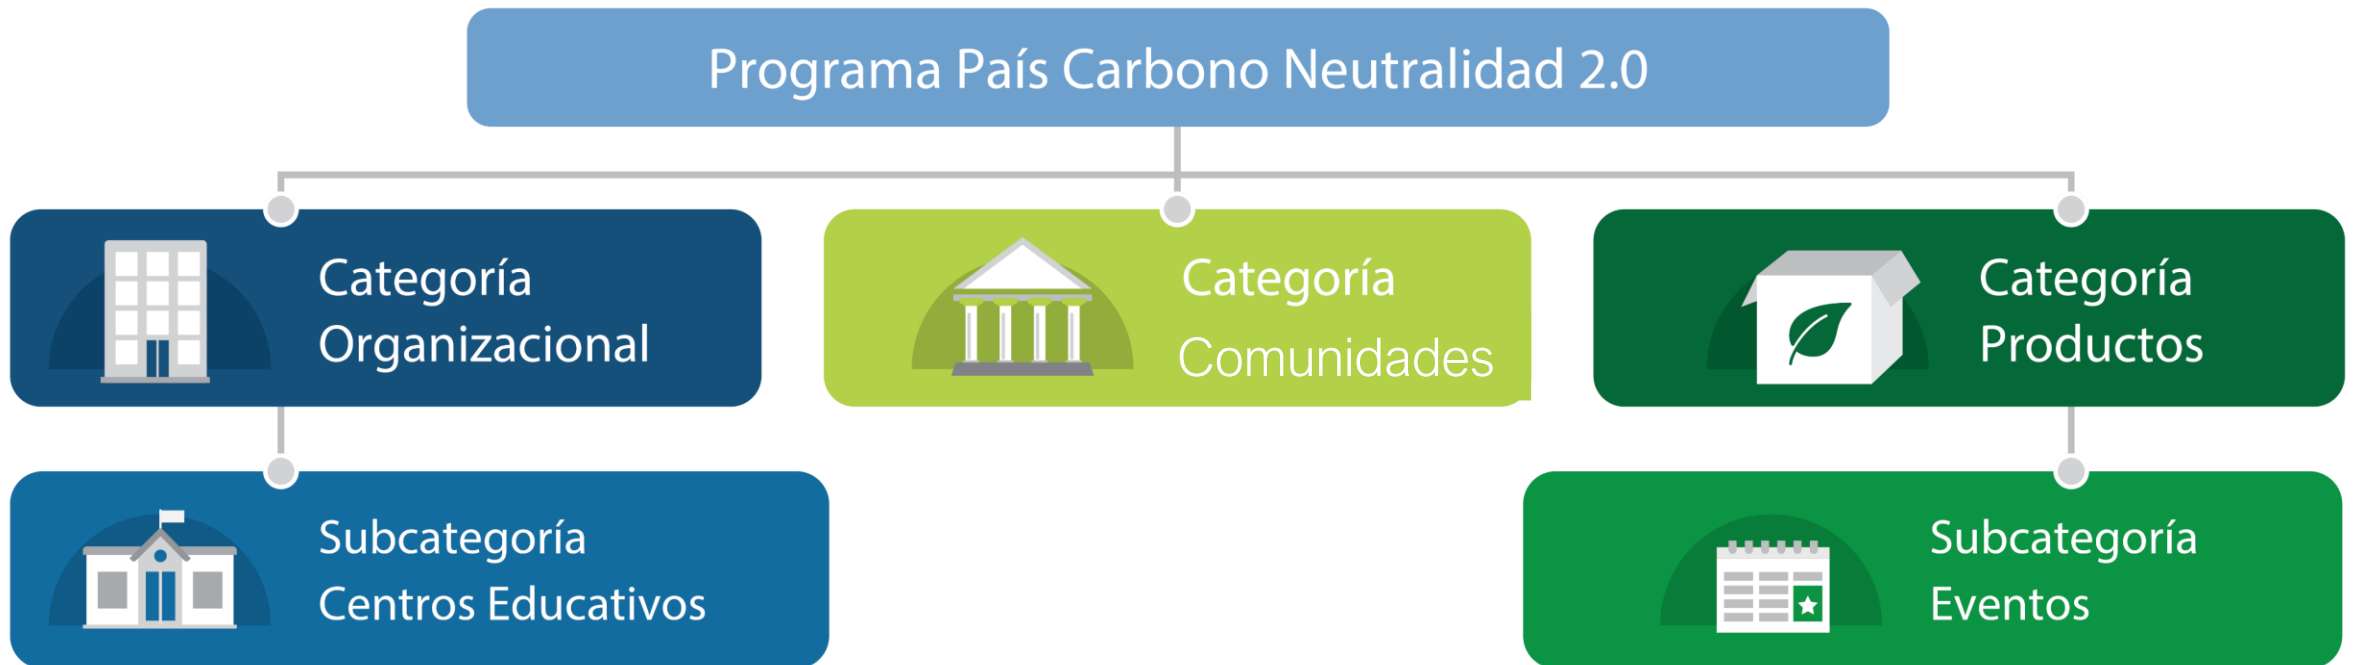 Programa País Carbono Neutralidad 2.0
Categoría
Organizacional
Categoría
Comunidades
Categoría
Productos
Subcategoría
Centros Educativos
Subcategoría
Eventos